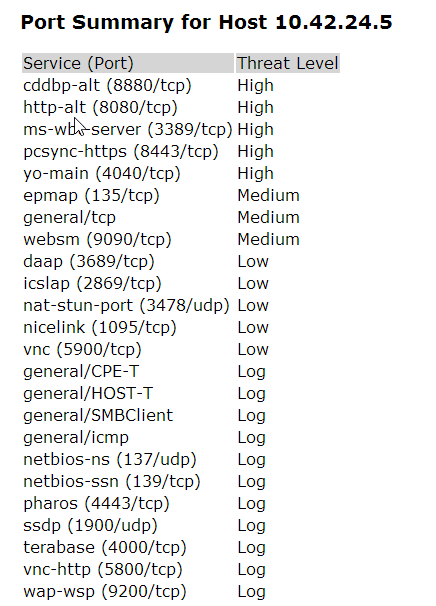 Port Summary for Host 10.42.24.5
Service (Port) Threat Level
cddbp-alt (8880/tcp) High
http-alt (8080/tcp) High
ms-wbt-server (3389/tcp) High
pcsync-https (8443/tcp) High
yo-main (4040/tcp) High
epmap (135/tcp) Medium
general/tcp Medium
websm (9090/tcp) Medium
daap (3689/tcp) Low
icslap (2869/tcp) Low
nat-stun-port (3478/udp) Low
nicelink (1095/tcp) Low
vnc (5900/tcp) Low
general/CPE-T Log
general/HOST-T Log
general/SMBClient Log
general/icmp Log
netbios-ns (137/udp) Log
netbios-ssn (139/tcp) Log
pharos (4443/tcp) Log
ssdp (1900/udp) Log
terabase (4000/tcp) Log
vnc-http (5800/tcp) Log
wap-wsp (9200/tcp) Log